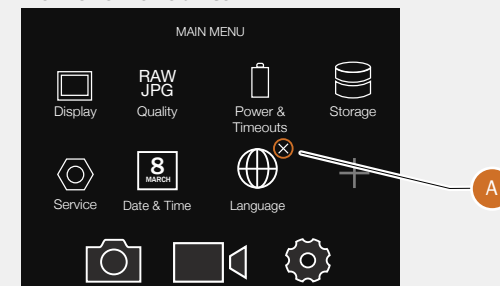 MAIN MENU
RAW
JPG
Display
Quality
Power &
Timeouts
Storage
8
MARCH
A
Service
Date & Time
Language